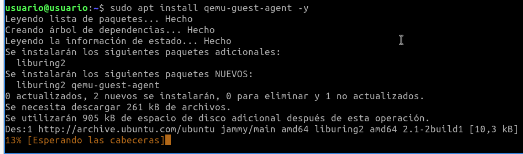 usuario@usuario:~$ sudo apt install qemu-guest-agent -y
Leyendo lista de paquetes... Hecho
Creando árbol de dependencias... Hecho
Leyendo la información de estado... Hecho
Se instalarán los siguientes paquetes adicionales:
  liburing2
Se instalarán los siguientes paquetes NUEVOS:
  liburing2 qemu-guest-agent
0 actualizados, 2 nuevos se instalarán, 0 para eliminar y 1 no actualizados.
Se necesita descargar 261 kB de archivos.
Se utilizarán 905 kB de espacio de disco adicional después de esta operación.
Des:1 http://archive.ubuntu.com/ubuntu jammy/main amd64 liburing2 amd64 2.1-2build1 [10,3 kB]
13% [Esperando las cabeceras]